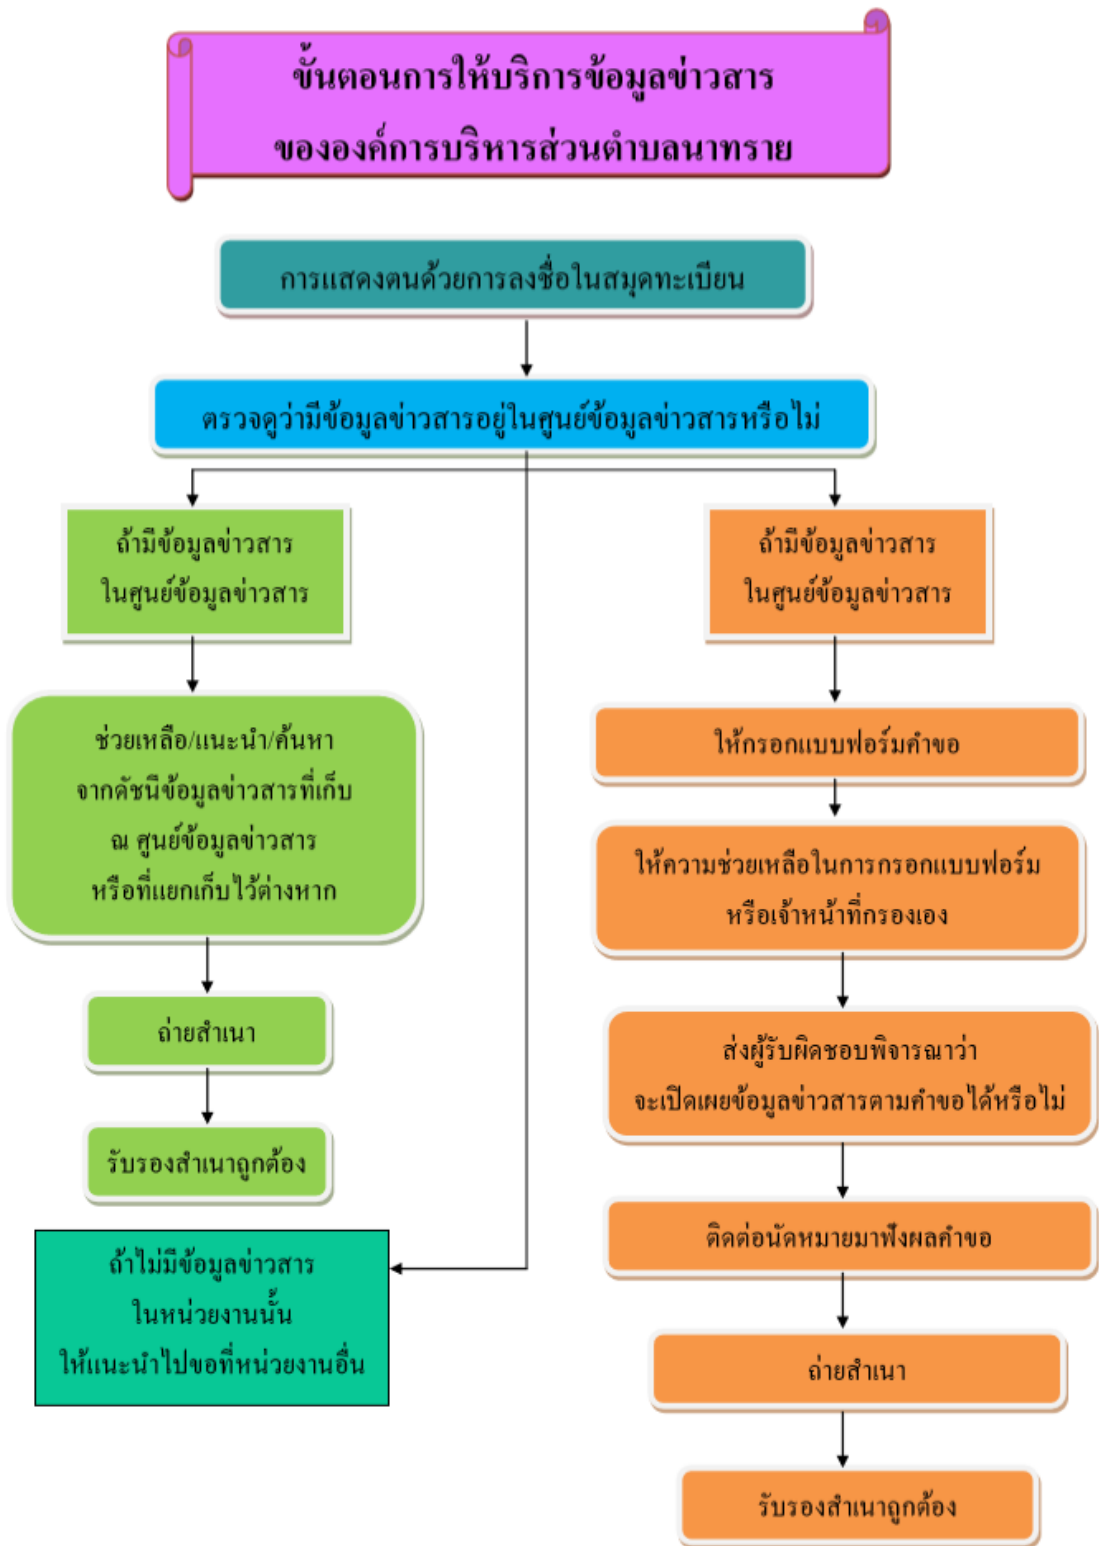 ขั้นตอนการให้บริการข้อมูลข่าวสาร
ขององค์การบริหารส่วนตำบลนาทราย
การแสดงตนด้วยการลงชื่อในสมุดทะเบียน
ตรวจดูว่ามีข้อมูลข่าวสารอยู่ในศูนย์ข้อมูลข่าวสารหรือไม่
ถ้ามีข้อมูลข่าวสาร
ในศูนย์ข้อมูลข่าวสาร
ช่วยเหลือ/แนะนำ/ค้นหา
จากดัชนีข้อมูลข่าวสารที่เก็บ
ณ ศูนย์ข้อมูลข่าวสาร
หรือที่แยกเก็บไว้ต่างหาก
ถ่ายสำเนา
รับรองสำเนาถูกต้อง
ถ้าไม่มีข้อมูลข่าวสาร
ในหน่วยงานนั้น
ให้แนะนำไปขอที่หน่วยงานอื่น
ถ้ามีข้อมูลข่าวสาร
ในศูนย์ข้อมูลข่าวสาร
ให้กรอกแบบฟอร์มคำขอ
ให้ความช่วยเหลือในการกรอกแบบฟอร์ม
หรือเจ้าหน้าที่กรองเอง
ส่งผู้รับผิดชอบพิจารณาว่า
จะเปิดเผยข้อมูลข่าวสารตามคำขอได้หรือไม่
ติดต่อนัดหมายมาฟังผลคำขอ
ถ่ายสำเนา
รับรองสำเนาถูกต้อง